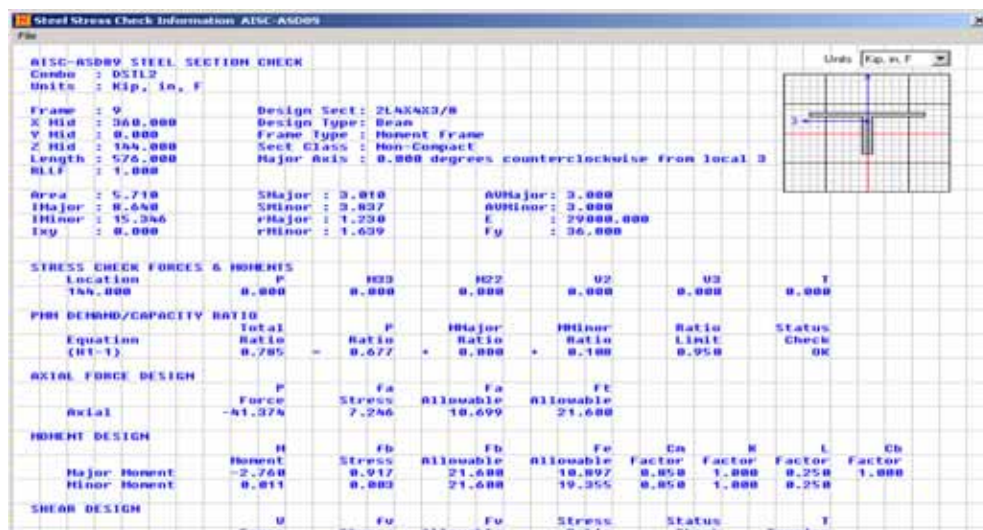 Steel Stress Check Information AISC-ASD89
File
AISC-ASD89 STEEL SECTION CHECK
Units Kip, in, F
Combo : DSTL2
Units : Kip, in, F
Frame : 9 Design Sect: 2L4X4X3/8
X Mid : 360.000 Design Type: Beam
Y Mid : 0.000 Frame Type : Moment Frame
Z Mid : 144.000 Sect Class : Non-Compact
Length : 576.000 Major Axis : 0.000 degrees counterclockwise from local 3
RLLF : 1.000
3
Area : 5.710 SMajor : 3.010 AVMajor: 3.000
IMajor : 8.640 SMinor : 3.837 AVMinor: 3.000
IMinor : 15.346 rMajor : 1.230 E : 29000.000
Ixy : 0.000 rMinor : 1.639 Fy : 36.000
STRESS CHECK FORCES & MOMENTS
Location P M33 M22 V2 V3 T
144.000 0.000 0.000 0.000 0.000 0.000 0.000
PMM DEMAND/CAPACITY RATIO
Total P MMajor MMinor Ratio Status
Equation Ratio Ratio Ratio Ratio Limit Check
(H1-1) 0.785 = 0.677 + 0.000 + 0.108 0.950 OK
AXIAL FORCE DESIGN
P fa Fa Ft
Force Stress Allowable Allowable
Axial -41.374 7.246 10.699 21.600
MOMENT DESIGN
M fb Fb Fe Cm K L Cb
Moment Stress Allowable Allowable Factor Factor Factor Factor
Major Moment -2.760 0.917 21.600 10.897 0.850 1.000 0.250 1.000
Minor Moment 0.011 0.003 21.600 19.355 0.850 1.000 0.250
SHEAR DESIGN
V fv Fv Stress Status T